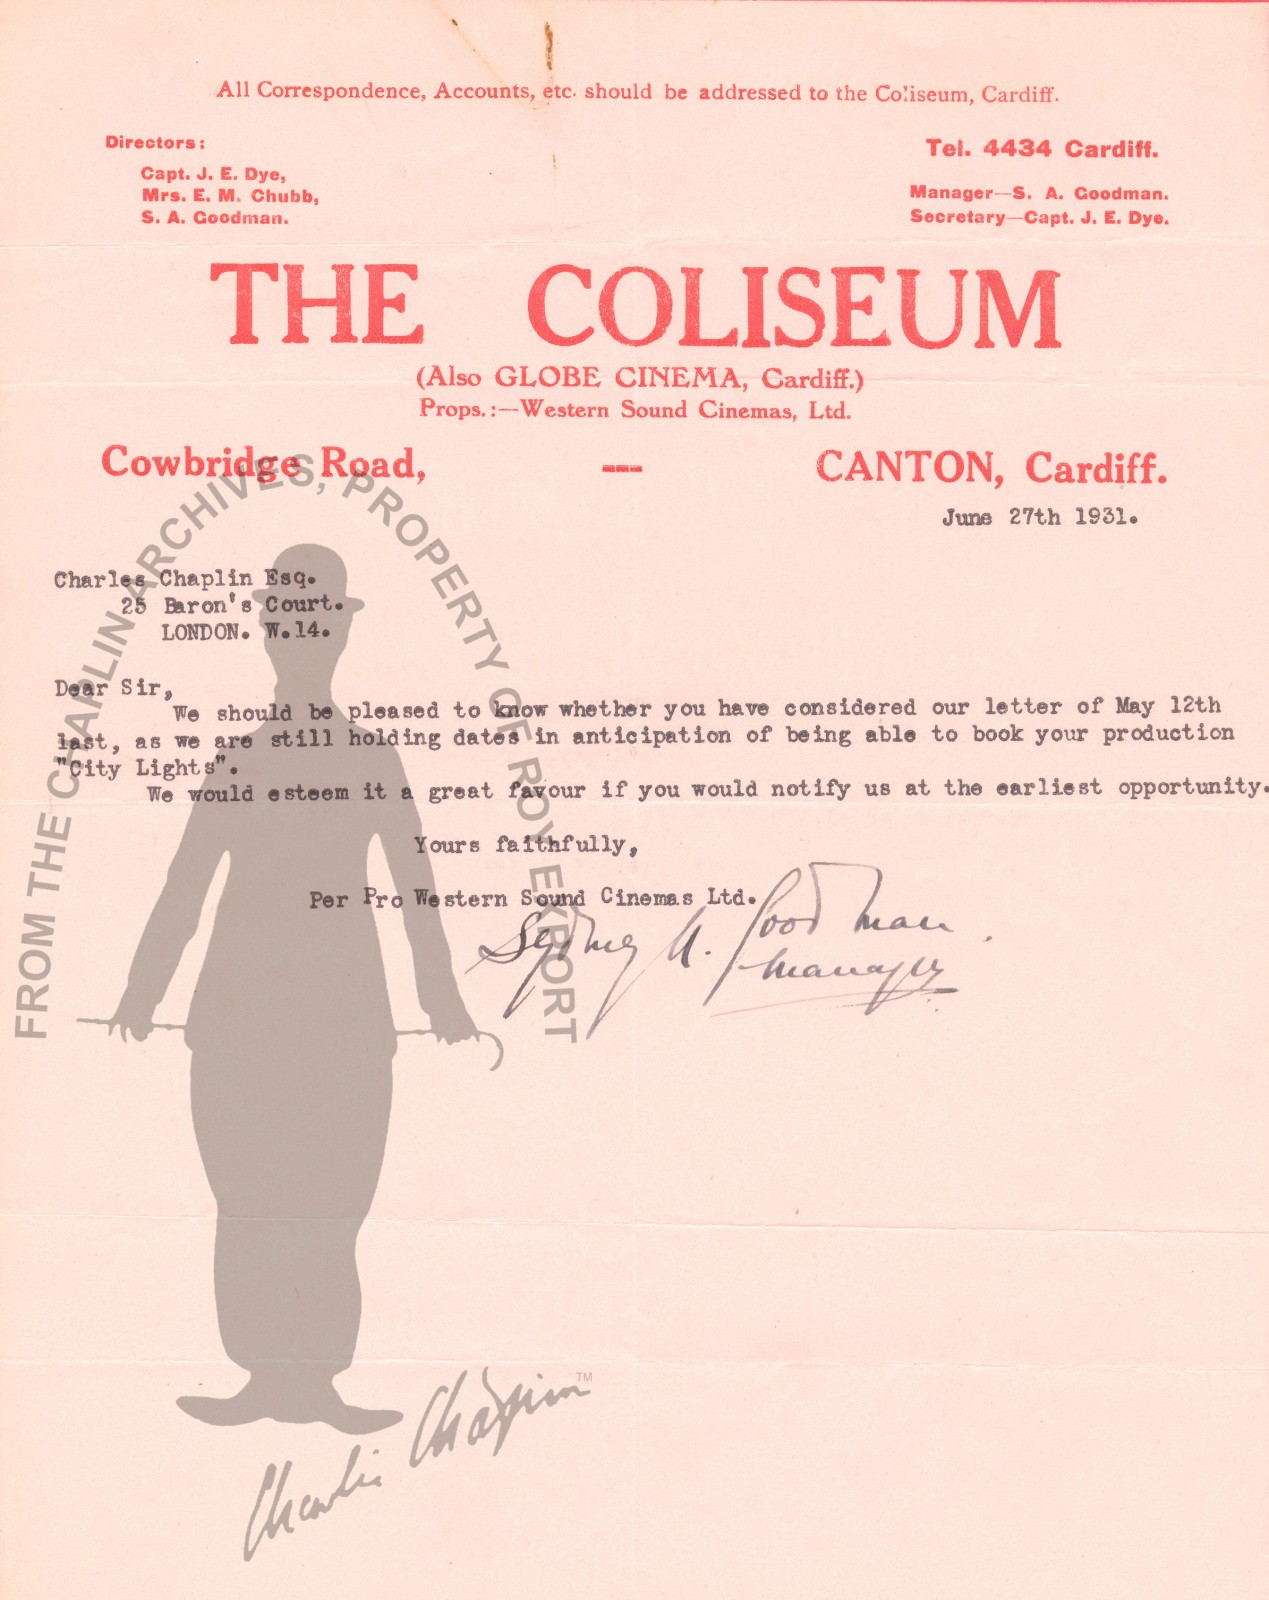 All Correspondence, Accounts, etc. should be addressed to the Coliseum, Cardiff.
Directors:
Capt. J. E. Dye,
Mrs. E. M. Chubb,
S. A. Goodman.
Tel. 4434 Cardiff.
Manager—S. A. Goodman.
Secretary—Capt. J. E. Dye.
THE COLISEUM
(Also GLOBE CINEMA, Cardiff.)
Props.:—Western Sound Cinemas, Ltd.
Cowbridge Road, — CANTON, Cardiff.
June 27th 1931.
Charles Chaplin Esq.
25 Baron's Court.
LONDON. W.14.
Dear Sir,
We should be pleased to know whether you have considered our letter of May 12th
last, as we are still holding dates in anticipation of being able to book your production
"City Lights".
We would esteem it a great favour if you would notify us at the earliest opportunity.
Yours faithfully,
Per Pro Western Sound Cinemas Ltd.
Sydney A. Goodman.
Manager.
FROM THE CHAPLIN ARCHIVES, PROPERTY OF ROY EXPORT
Charlie Chaplin™